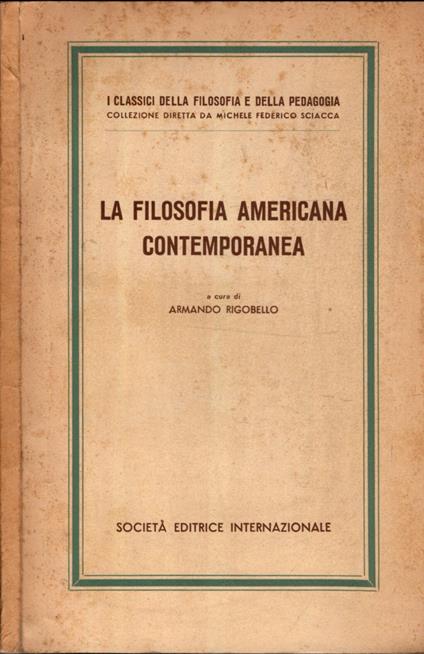 I CLASSICI DELLA FILOSOFIA E DELLA PEDAGOGIA
COLLEZIONE DIRETTA DA MICHELE FEDERICO SCIACCA
LA FILOSOFIA AMERICANA
CONTEMPORANEA
a cura di
ARMANDO RIGOBELLO
SOCIETÀ EDITRICE INTERNAZIONALE